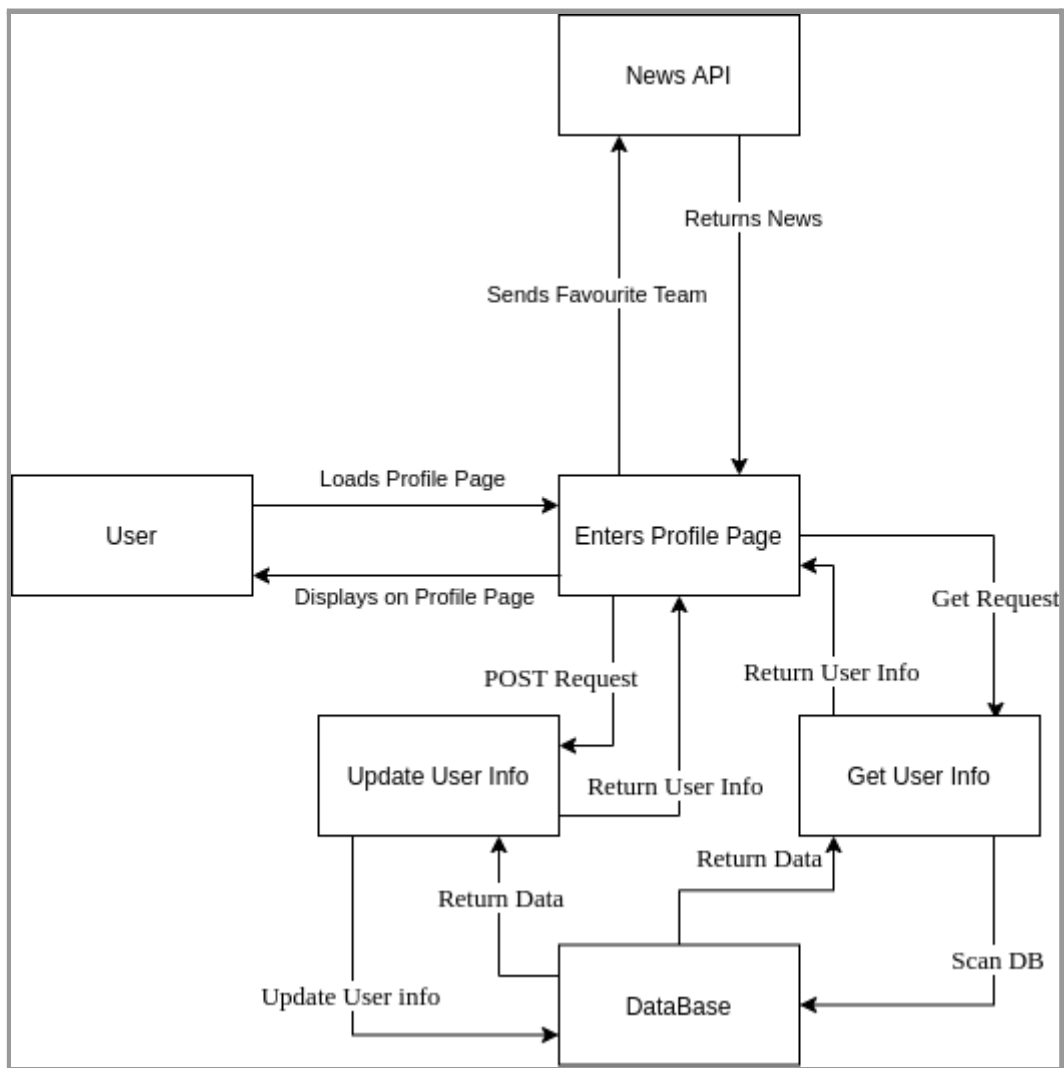 News API
Returns News
Sends Favourite Team
Loads Profile Page
User
Enters Profile Page
Displays on Profile Page
Get Request
POST Request
Return User Info
Update User Info
Return User Info
Get User Info
Return Data
Return Data
Scan DB
Update User info
DataBase